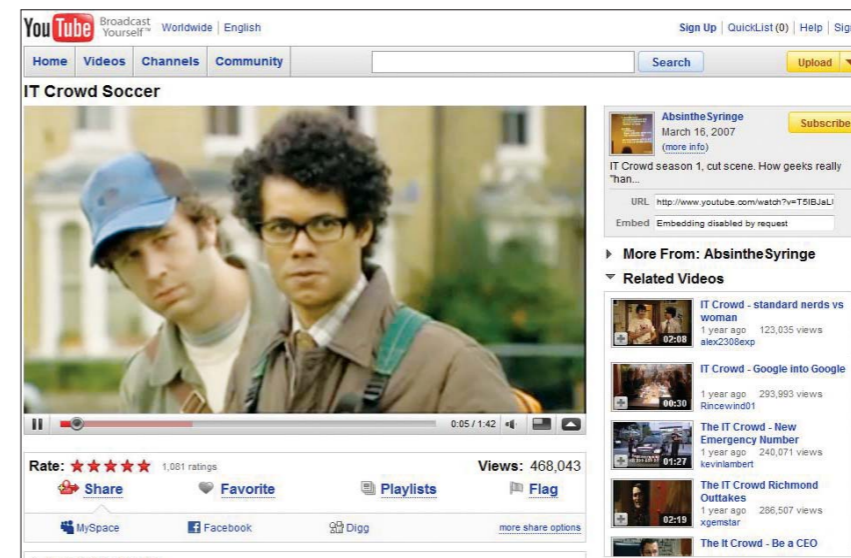 YouTube Broadcast Yourself™ Worldwide | English Sign Up | QuickList (0) | Help | Sig
Home Videos Channels Community Search Upload
IT Crowd Soccer
AbsintheSyringe
March 16, 2007
(more info)
Subscribe
IT Crowd season 1, cut scene. How geeks really
"han...
URL http://www.youtube.com/watch?v=T5IBJaLI
Embed Embedding disabled by request
More From: AbsintheSyringe
Related Videos
IT Crowd - standard nerds vs
woman
1 year ago 123,035 views
alex2308exp
02:08
IT Crowd - Google into Google
1 year ago 293,993 views
Rincewind01
00:30
The IT Crowd - New
Emergency Number
1 year ago 240,071 views
kevinlambert
01:27
The IT Crowd Richmond
Outtakes
1 year ago 286,507 views
xgemstar
02:19
The It Crowd - Be a CEO
0:05 / 1:42
Rate: 1,081 ratings Views: 468,043
Share Favorite Playlists Flag
MySpace Facebook Digg more share options